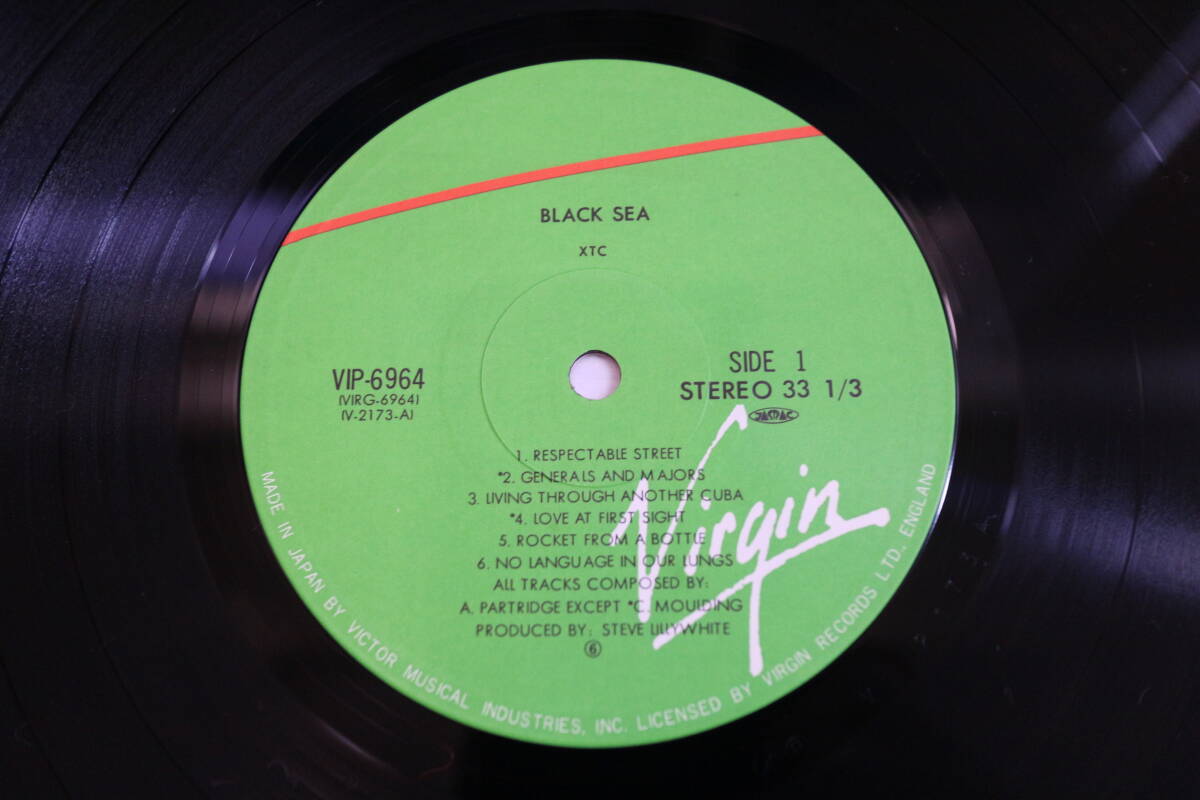 BLACK SEA
XTC
VIP-6964
(VIRG-6964)
(V-2173-A)
SIDE 1
STEREO 33 1/3
JASRAC
1. RESPECTABLE STREET
*2. GENERALS AND MAJORS
3. LIVING THROUGH ANOTHER CUBA
*4. LOVE AT FIRST SIGHT
5. ROCKET FROM A BOTTLE
6. NO LANGUAGE IN OUR LUNGS
ALL TRACKS COMPOSED BY:
A. PARTRIDGE EXCEPT *C. MOULDING
PRODUCED BY: STEVE LILLYWHITE
⑥
Virgin
MADE IN JAPAN BY VICTOR MUSICAL INDUSTRIES, INC. LICENSED BY VIRGIN RECORDS LTD., ENGLAND